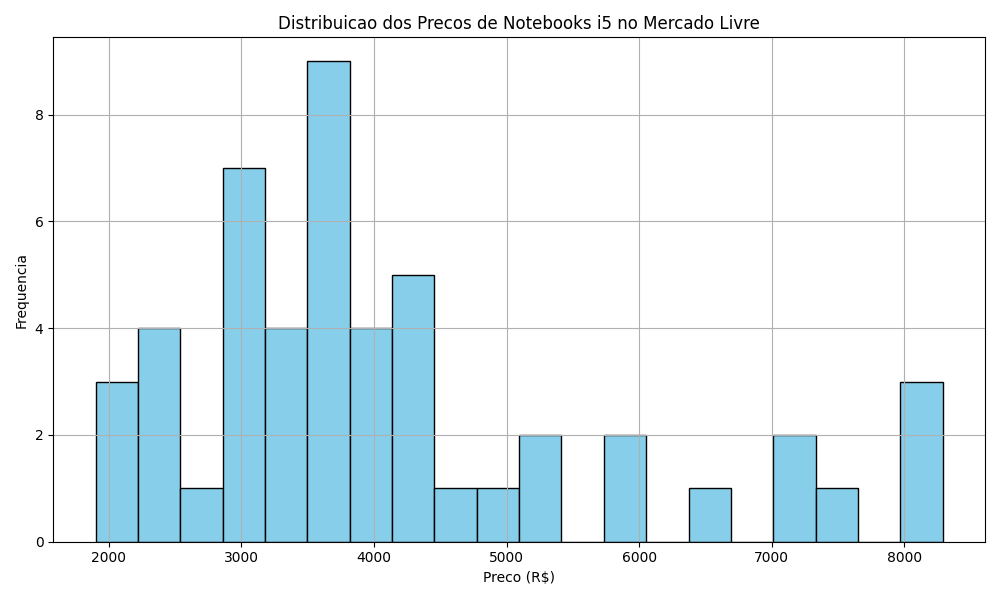 Distribuicao dos Precos de Notebooks i5 no Mercado Livre
Frequencia
8
6
4
2
0
2000 3000 4000 5000 6000 7000 8000
Preco (R$)